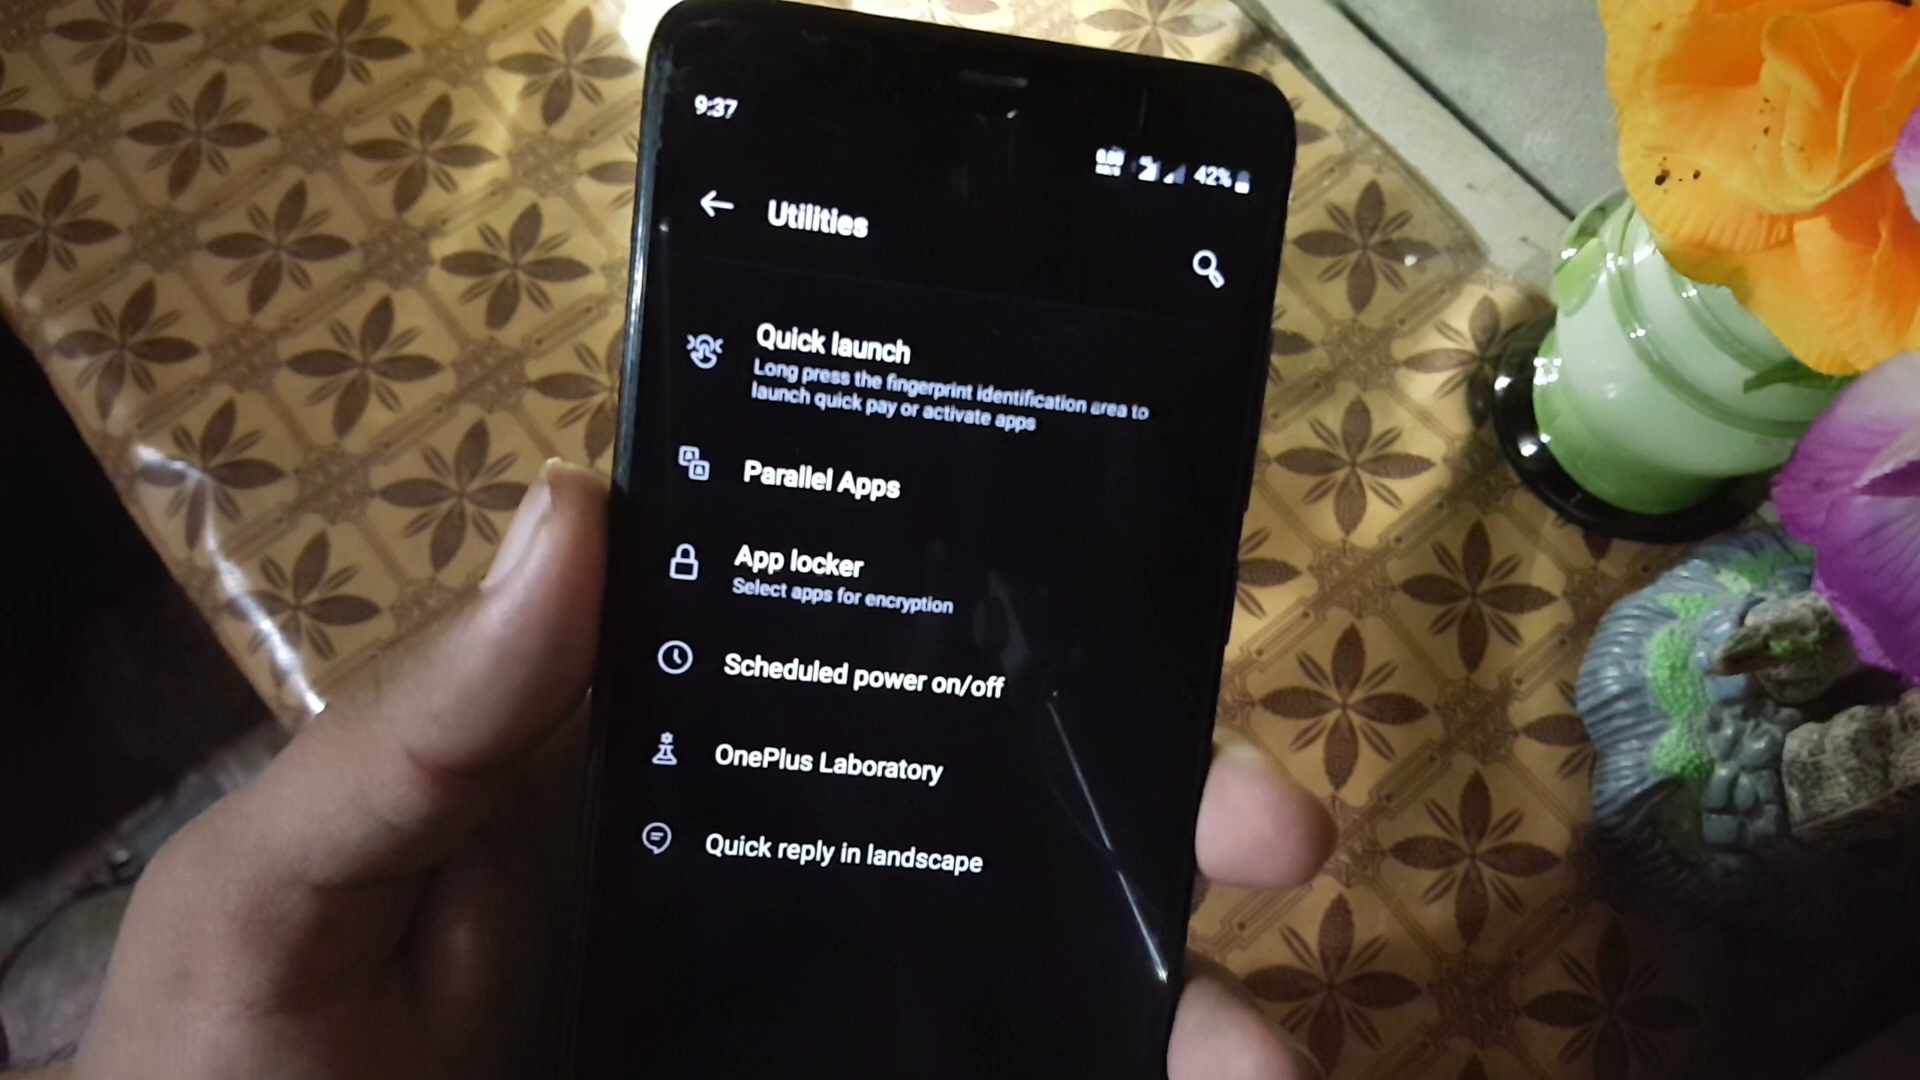 9:37
42%
Utilities
Quick launch
Long press the fingerprint identification area to
launch quick pay or activate apps
Parallel Apps
App locker
Select apps for encryption
Scheduled power on/off
OnePlus Laboratory
Quick reply in landscape